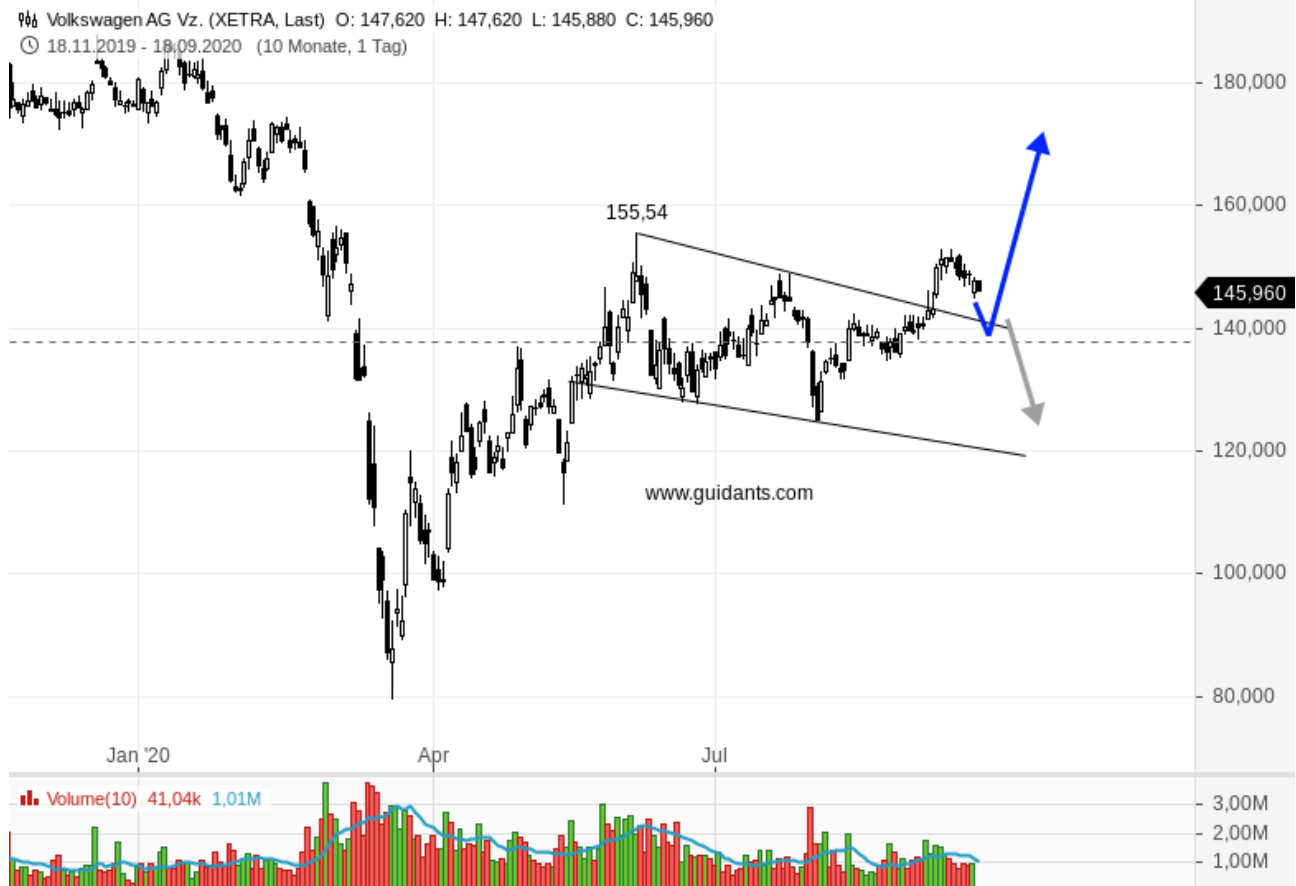 Volkswagen AG Vz. (XETRA, Last) O: 147,620 H: 147,620 L: 145,880 C: 145,960
18.11.2019 - 18.09.2020 (10 Monate, 1 Tag)
180,000
160,000
155,54
145,960
140,000
120,000
www.guidants.com
100,000
80,000
Jan '20 Apr Jul
Volume(10) 41,04k 1,01M
3,00M
2,00M
1,00M